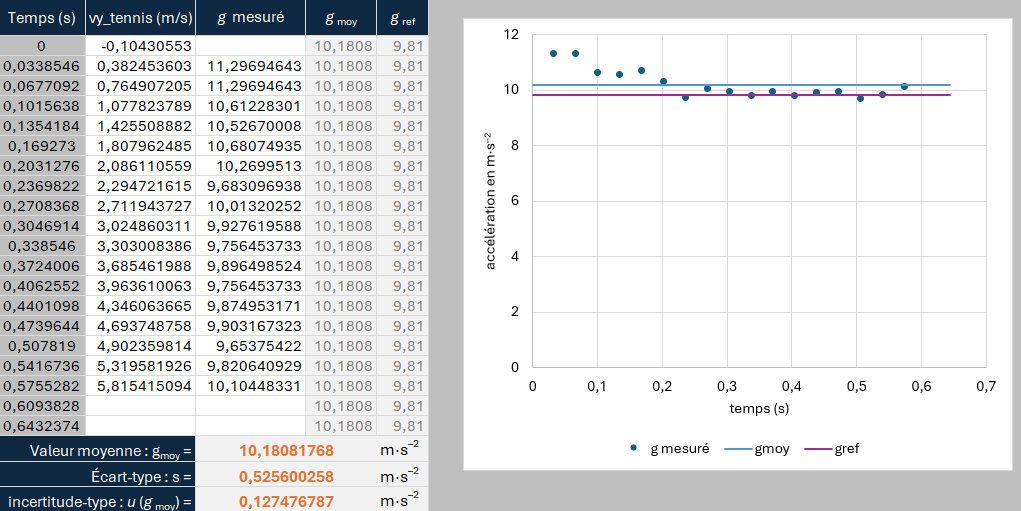 Temps (s) vy_tennis (m/s) g mesuré g moy g ref
0 -0,10430553 10,1808 9,81
0,0338546 0,382453603 11,29694643 10,1808 9,81
0,0677092 0,764907205 11,29694643 10,1808 9,81
0,1015638 1,077823789 10,61228301 10,1808 9,81
0,1354184 1,425508882 10,52670008 10,1808 9,81
0,169273 1,807962485 10,68074935 10,1808 9,81
0,2031276 2,086110559 10,2699513 10,1808 9,81
0,2369822 2,294721615 9,683096938 10,1808 9,81
0,2708368 2,711943727 10,01320252 10,1808 9,81
0,3046914 3,024860311 9,927619588 10,1808 9,81
0,338546 3,303008386 9,756453733 10,1808 9,81
0,3724006 3,685461988 9,896498524 10,1808 9,81
0,4062552 3,963610063 9,756453733 10,1808 9,81
0,4401098 4,346063665 9,874953171 10,1808 9,81
0,4739644 4,693748758 9,903167323 10,1808 9,81
0,507819 4,902359814 9,65375422 10,1808 9,81
0,5416736 5,319581926 9,820640929 10,1808 9,81
0,5755282 5,815415094 10,10448331 10,1808 9,81
0,6093828 10,1808 9,81
0,6432374 10,1808 9,81
Valeur moyenne : gmoy = 10,18081768 m·s⁻²
Écart-type : s = 0,525600258 m·s⁻²
incertitude-type : u (g moy) = 0,127476787 m·s⁻²
accélération en m·s⁻²
12
10
8
6
4
2
0
0 0,1 0,2 0,3 0,4 0,5 0,6 0,7
temps (s)
g mesuré gmoy gref